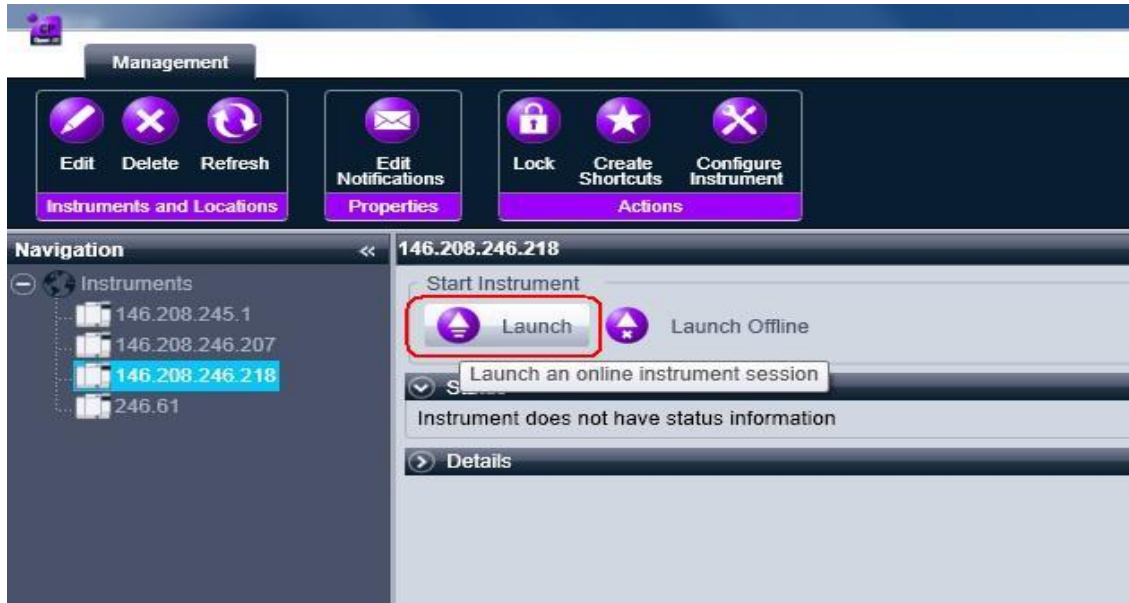 CP
Management
Edit Delete Refresh
Edit
Notifications
Lock Create
Shortcuts Configure
Instrument
Instruments and Locations
Properties
Actions
Navigation
Instruments
146.208.245.1
146.208.246.207
146.208.246.218
246.61
146.208.246.218
Start Instrument
Launch Launch Offline
Launch an online instrument session
Instrument does not have status information
Details